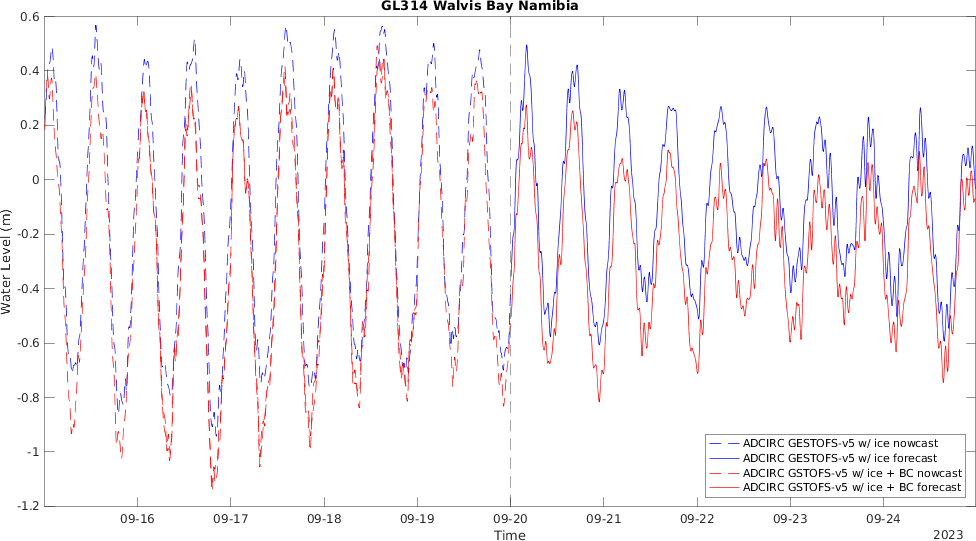 GL314 Walvis Bay Namibia
0.6
0.4
0.2
0
-0.2
-0.4
-0.6
-0.8
-1
-1.2
Water Level (m)
09-16
09-17
09-18
09-19
09-20
09-21
09-22
09-23
09-24
Time
2023
ADCIRC GESTOFS-v5 w/ ice nowcast
ADCIRC GESTOFS-v5 w/ ice forecast
ADCIRC GSTOFS-v5 w/ ice + BC nowcast
ADCIRC GSTOFS-v5 w/ ice + BC forecast